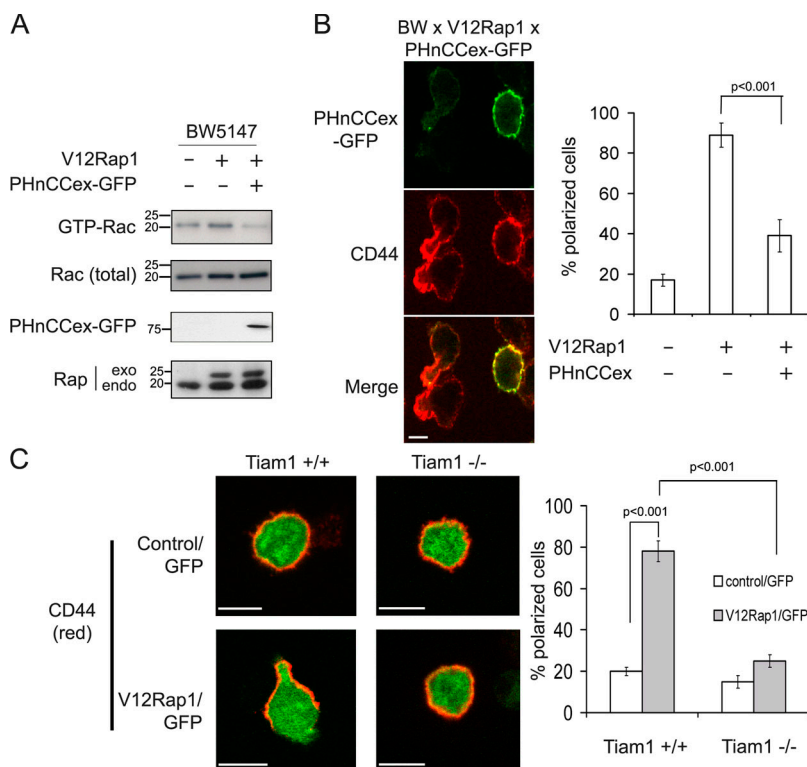 A
BW5147
V12Rap1 – + +
PHnCCex-GFP – – +
GTP-Rac 25 20
Rac (total) 25 20
PHnCCex-GFP 75
Rap exo endo 25 20
B
BW x V12Rap1 x
PHnCCex-GFP
PHnCCex
-GFP
CD44
Merge
p<0.001
% polarized cells
100
80
60
40
20
0
V12Rap1 – + +
PHnCCex – – +
C
Tiam1 +/+ Tiam1 -/-
Control/
GFP
CD44
(red)
V12Rap1/
GFP
p<0.001
p<0.001
% polarized cells
100
80
60
40
20
0
control/GFP
V12Rap1/GFP
Tiam1 +/+ Tiam1 -/-